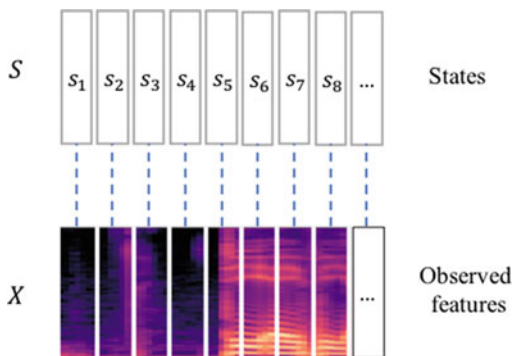 S s₁ s₂ s₃ s₄ s₅ s₆ s₇ s₈ ... States
X ... Observed
features